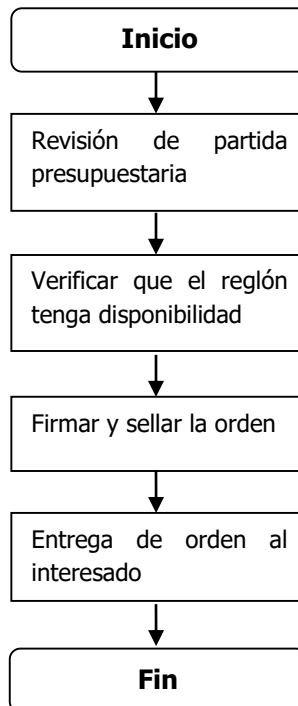 Inicio
Revisión de partida
presupuestaria
Verificar que el reglón
tenga disponibilidad
Firmar y sellar la orden
Entrega de orden al
interesado
Fin